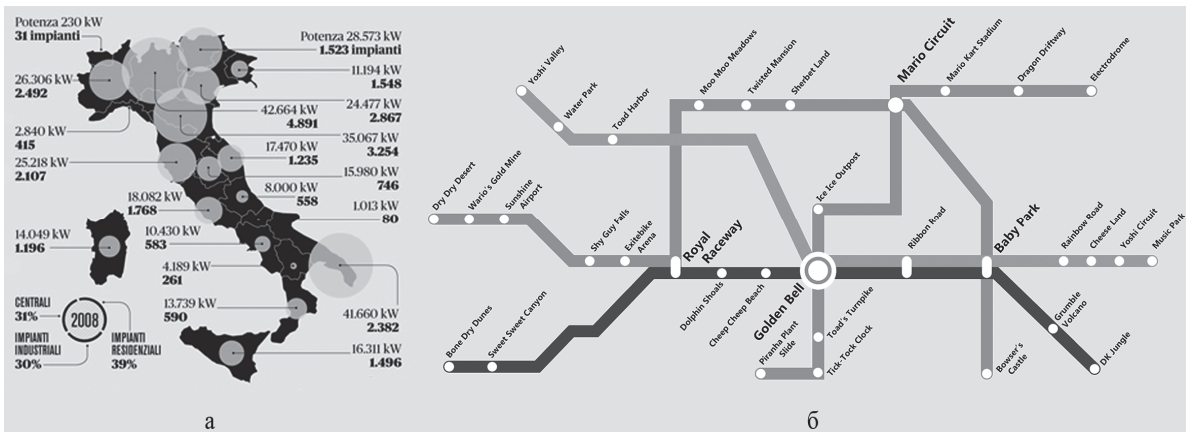 Potenza 230 kW
31 impianti
Potenza 28.573 kW
1.523 impianti
26.306 kW
2.492
11.194 kW
1.548
24.477 kW
2.867
42.664 kW
4.891
35.067 kW
3.254
2.840 kW
415
17.470 kW
1.235
25.218 kW
2.107
15.980 kW
746
8.000 kW
558
18.082 kW
1.768
1.013 kW
80
14.049 kW
1.196
10.430 kW
583
4.189 kW
261
13.739 kW
590
41.660 kW
2.382
16.311 kW
1.496
CENTRALI
31%
2008
IMPIANTI
INDUSTRIALI
30%
IMPIANTI
RESIDENZIALI
39%
а
Yoshi Valley
Water Park
Toad Harbor
Moo Moo Meadows
Twisted Mansion
Sherbet Land
Mario Circuit
Mario Kart Stadium
Dragon Driftway
Electrodrome
Dry Dry Desert
Wario's Gold Mine
Sunshine
Airport
Shy Guy Falls
Exitebike
Arena
Royal
Raceway
Ice Ice Outpost
Ribbon Road
Baby Park
Rainbow Road
Cheese Land
Yoshi Circuit
Music Park
Bone Dry Dunes
Sweet Sweet Canyon
Dolphin Shoals
Cheep Cheep Beach
Golden Bell
Piranha Plant
Slide
Toad's Turnpike
Tick-Tock Clock
Bowser's
Castle
Grumble
Volcano
DK Jungle
б